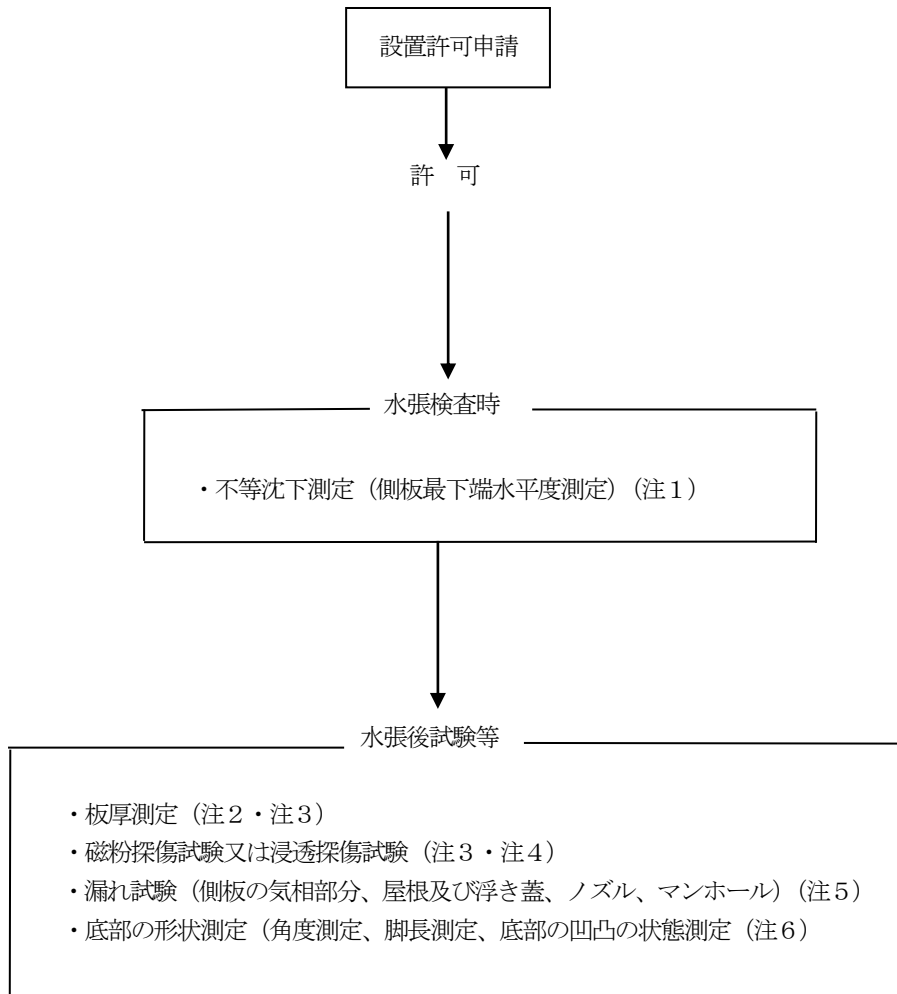 設置許可申請
許　可
水張検査時
・不等沈下測定（側板最下端水平度測定）（注１）
水張後試験等
・板厚測定（注２・注３）
・磁粉探傷試験又は浸透探傷試験（注３・注４）
・漏れ試験（側板の気相部分、屋根及び浮き蓋、ノズル、マンホール）（注５）
・底部の形状測定（角度測定、脚長測定、底部の凹凸の状態測定（注６）